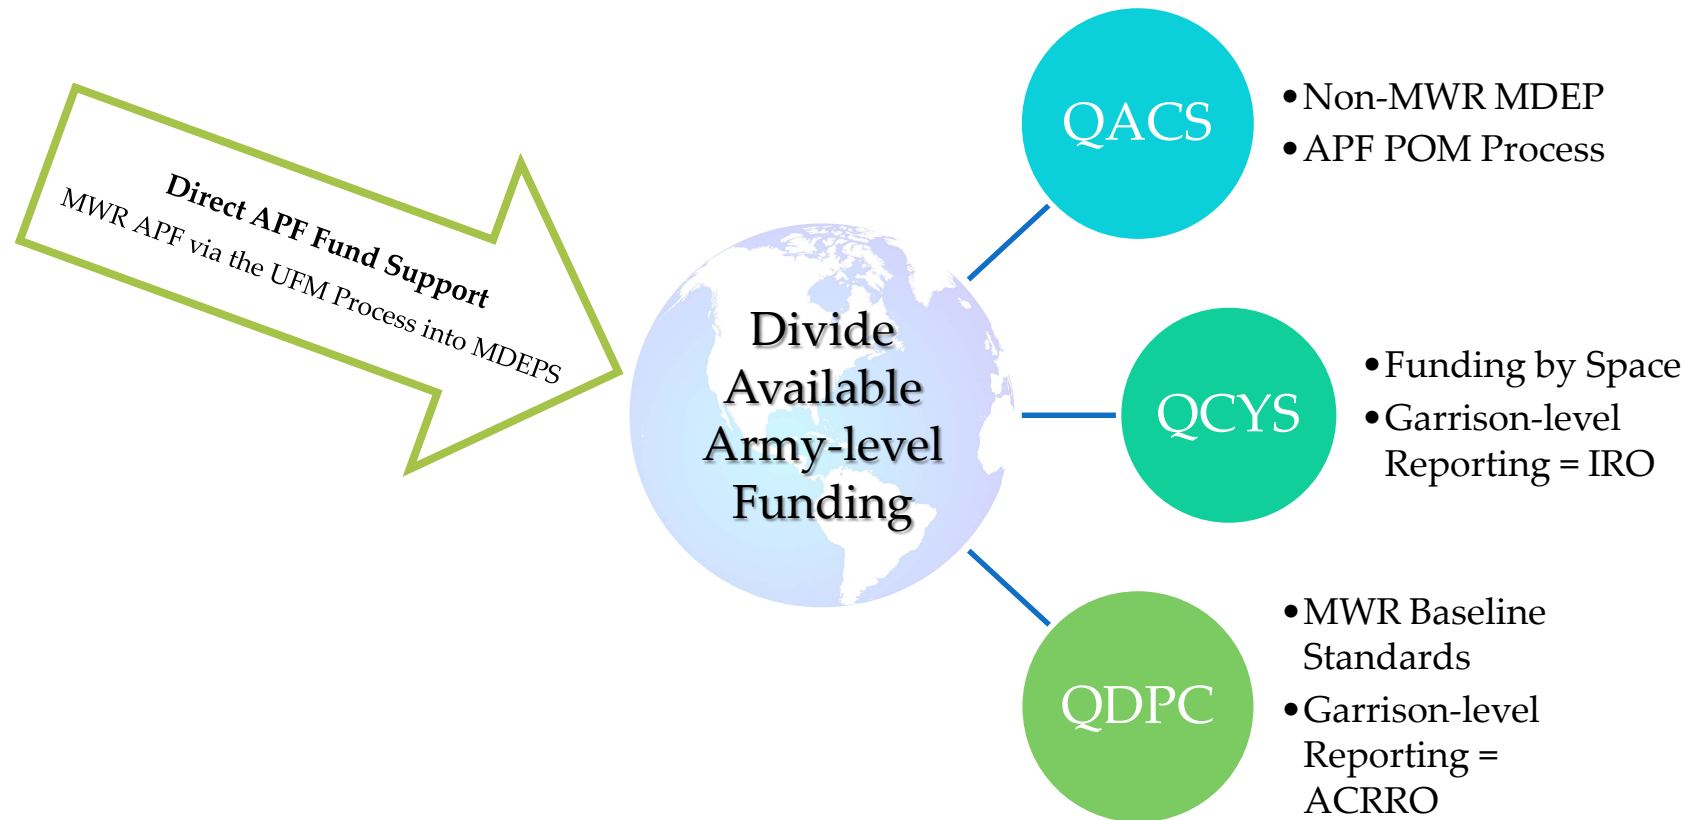 Direct APF Fund Support
MWR APF via the UFM Process into MDEPS
Divide
Available
Army-level
Funding
QACS
•Non-MWR MDEP
•APF POM Process
QCYS
•Funding by Space
•Garrison-level
Reporting = IRO
QDPC
•MWR Baseline
Standards
•Garrison-level
Reporting =
ACRRO